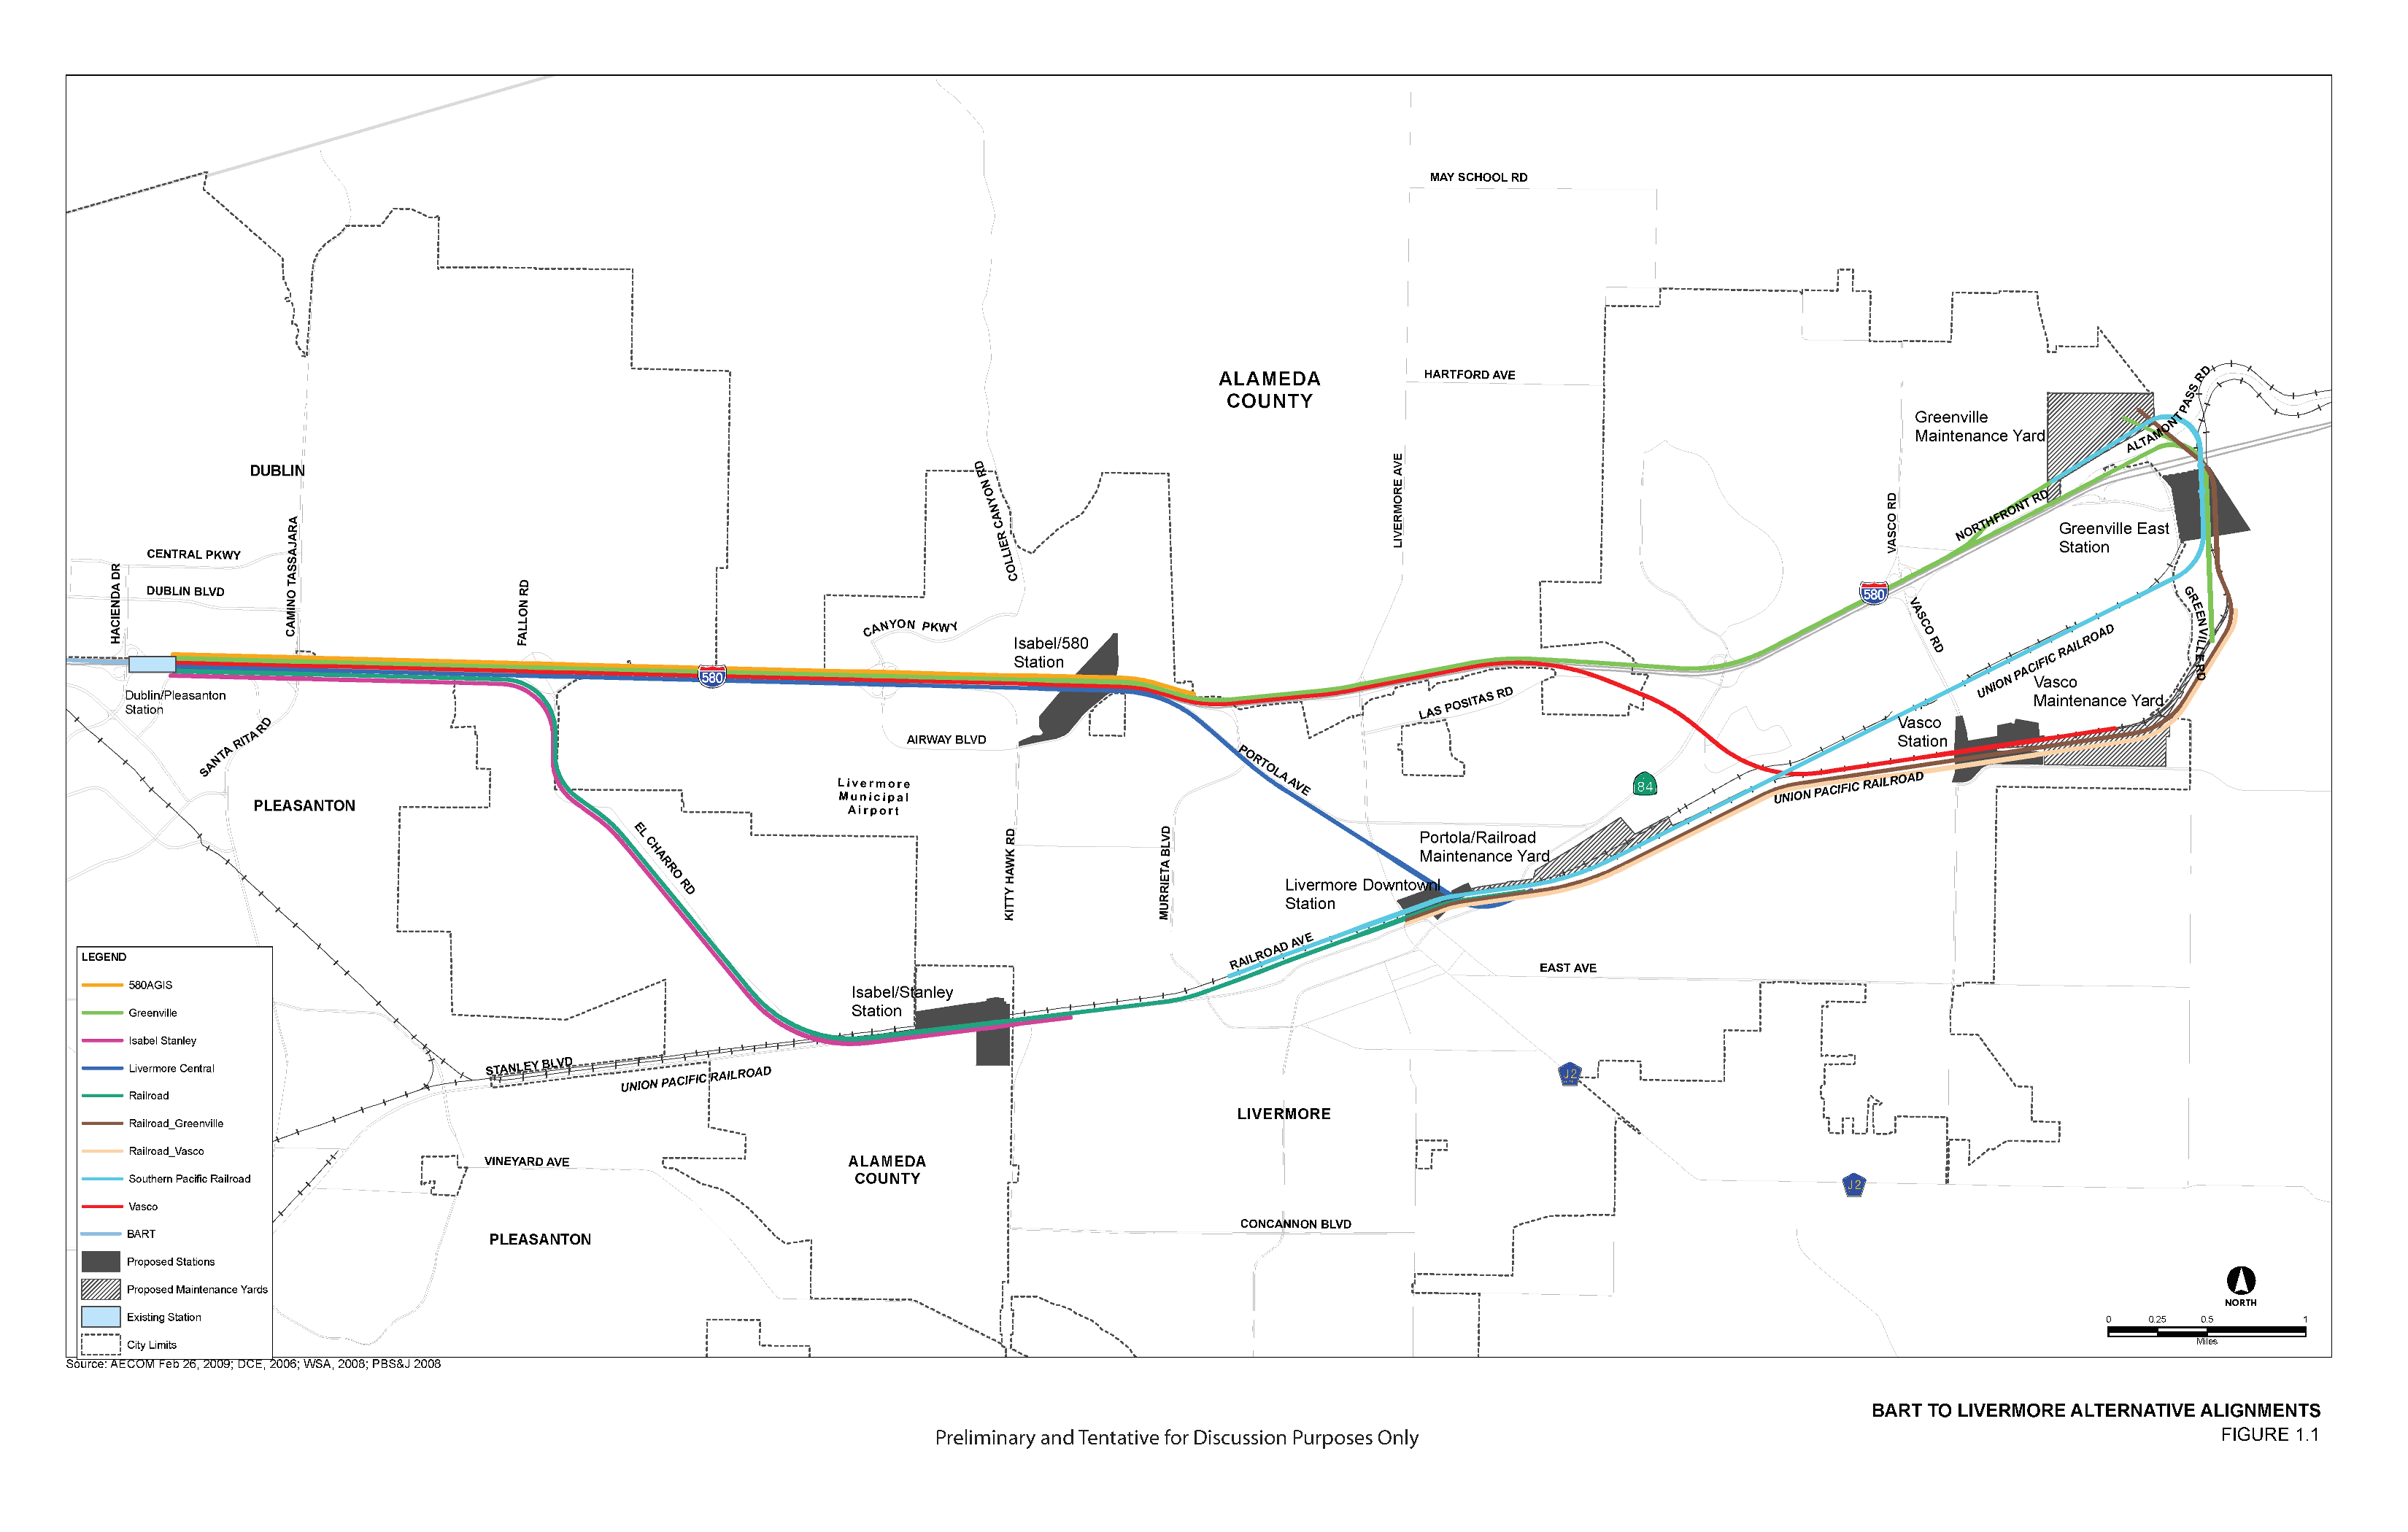 MAY SCHOOL RD
HARTFORD AVE
ALAMEDA
COUNTY
ALTAMONT PASS RD
Greenville
Maintenance Yard
LIVERMORE AVE
COLLIER CANYON RD
DUBLIN
VASCO RD
NORTHFRONT RD
Greenville East
Station
CENTRAL PKWY
CAMINO TASSAJARA
HACIENDA DR
DUBLIN BLVD
FALLON RD
580
VASCO RD
GREENVILLE RD
CANYON PKWY
Isabel/580
Station
UNION PACIFIC RAILROAD
580
Dublin/Pleasanton
Station
Vasco
Maintenance Yard
LAS POSITAS RD
Vasco
Station
SANTA RITA RD
AIRWAY BLVD
PORTOLA AVE
Livermore
Municipal
Airport
84
UNION PACIFIC RAILROAD
PLEASANTON
EL CHARRO RD
KITTY HAWK RD
MURRIETA BLVD
Portola/Railroad
Maintenance Yard
Livermore Downtown
Station
RAILROAD AVE
EAST AVE
Isabel/Stanley
Station
STANLEY BLVD
UNION PACIFIC RAILROAD
J2
LIVERMORE
VINEYARD AVE
ALAMEDA
COUNTY
J2
PLEASANTON
CONCANNON BLVD
LEGEND
580AGIS
Greenville
Isabel Stanley
Livermore Central
Railroad
Railroad_Greenville
Railroad_Vasco
Southern Pacific Railroad
Vasco
BART
Proposed Stations
Proposed Maintenance Yards
Existing Station
City Limits
NORTH
0 0.25 0.5 1
Miles
Source: AECOM Feb 26, 2009; DCE, 2006; WSA, 2008; PBS&J 2008
BART TO LIVERMORE ALTERNATIVE ALIGNMENTS
FIGURE 1.1
Preliminary and Tentative for Discussion Purposes Only